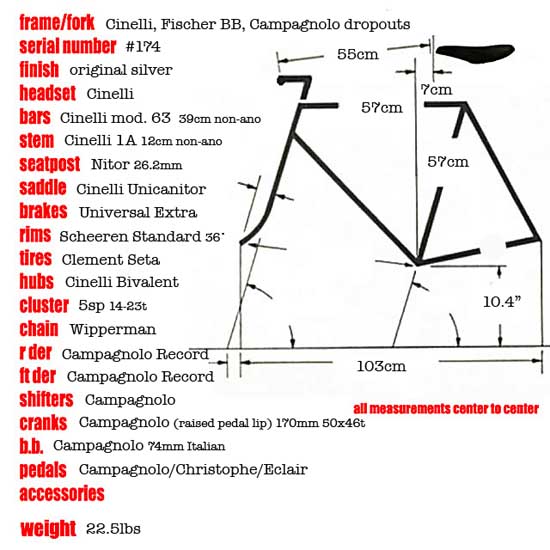 frame/fork Cinelli, Fischer BB, Campagnolo dropouts
serial number #174
finish original silver
headset Cinelli
bars Cinelli mod. 63 39cm non-ano
stem Cinelli 1A 12cm non-ano
seatpost Nitor 26.2mm
saddle Cinelli Unicanitor
brakes Universal Extra
rims Scheeren Standard 36°
tires Clement Seta
hubs Cinelli Bivalent
cluster 5sp 14-23t
chain Wipperman
r der Campagnolo Record
ft der Campagnolo Record
shifters Campagnolo
cranks Campagnolo (raised pedal lip) 170mm 50x46t
b.b. Campagnolo 74mm Italian
pedals Campagnolo/Christophe/Eclair
accessories
weight 22.5lbs
55cm
7cm
57cm
57cm
10.4”
103cm
all measurements center to center